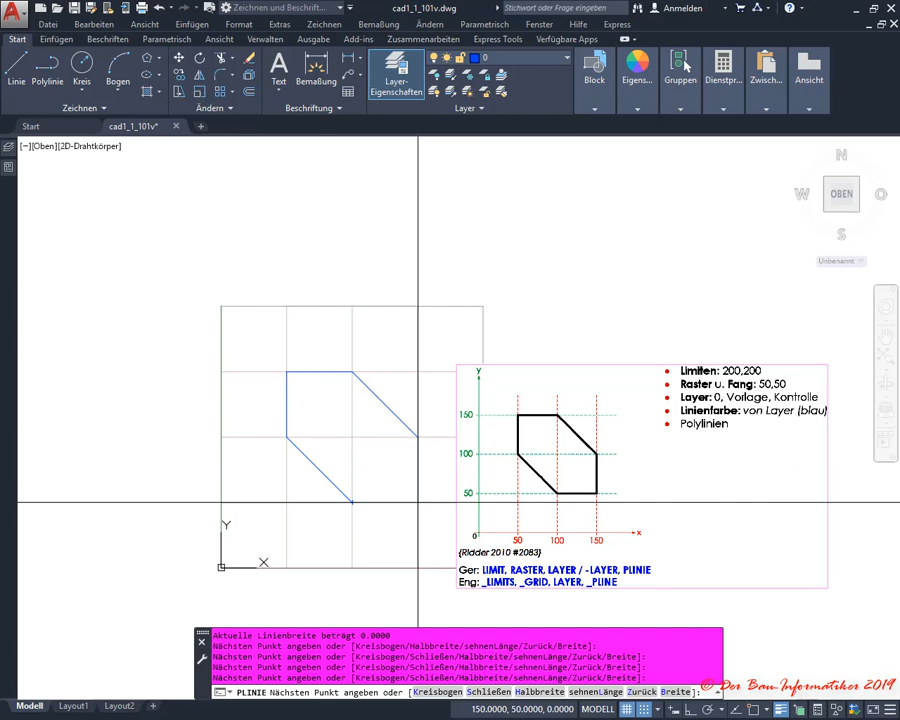 Zeichnen und Beschrift...
cad1_1_101v.dwg
Stichwort oder Frage eingeben
Anmelden
Datei
Bearbeiten
Ansicht
Einfügen
Format
Extras
Zeichnen
Bemaßung
Ändern
Parametrisch
Fenster
Hilfe
Express
Start
Einfügen
Beschriften
Parametrisch
Ansicht
Verwalten
Ausgabe
Add-ins
Zusammenarbeiten
Express Tools
Verfügbare Apps
Linie
Polylinie
Kreis
Bogen
Text
Bemaßung
Layer-
Eigenschaften
0
Block
Eigens...
Gruppen
Dienstpr...
Zwisch...
Ansicht
Zeichnen
Ändern
Beschriftung
Layer
Start
cad1_1_101v*
[−][Oben][2D-Drahtkörper]
N
W
OBEN
O
S
Unbenannt
Y
X
y
150
100
50
0
50
100
150
x
{Ridder 2010 #2083}
Ger: LIMIT, RASTER, LAYER / -LAYER, PLINIE
Eng: _LIMITS, _GRID, LAYER, _PLINE
• Limiten: 200,200
• Raster u. Fang: 50,50
• Layer: 0, Vorlage, Kontrolle
• Linienfarbe: von Layer (blau)
• Polylinien
Aktuelle Linienbreite beträgt 0.0000
Nächsten Punkt angeben oder [Kreisbogen/Halbbreite/sehnenLänge/Zurück/Breite]:
Nächsten Punkt angeben oder [Kreisbogen/Schließen/Halbbreite/sehnenLänge/Zurück/Breite]:
Nächsten Punkt angeben oder [Kreisbogen/Schließen/Halbbreite/sehnenLänge/Zurück/Breite]:
Nächsten Punkt angeben oder [Kreisbogen/Schließen/Halbbreite/sehnenLänge/Zurück/Breite]:
PLINIE Nächsten Punkt angeben oder [Kreisbogen Schließen Halbbreite sehnenLänge Zurück Breite]:
© Der Bau-Informatiker 2019
Modell
Layout1
Layout2
150.0000, 50.0000, 0.0000
MODELL
1:1